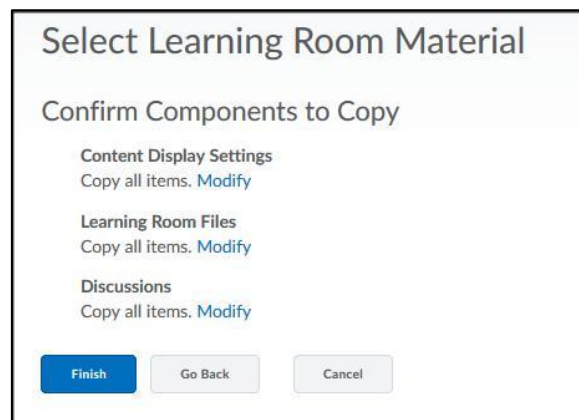 Select Learning Room Material
Confirm Components to Copy
Content Display Settings
Copy all items. Modify
Learning Room Files
Copy all items. Modify
Discussions
Copy all items. Modify
Finish Go Back Cancel